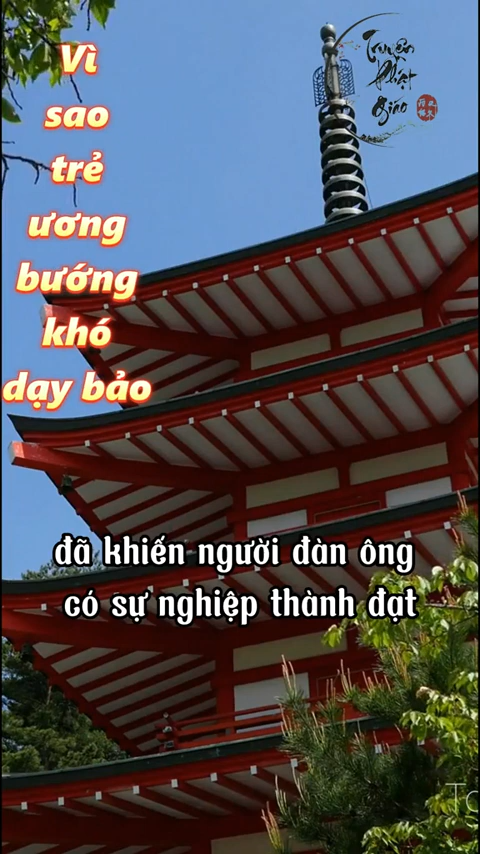 Vì
sao
trẻ
ương
bướng
khó
dạy bảo
Truyện
Phật
Giáo
đã khiến người đàn ông
có sự nghiệp thành đạt